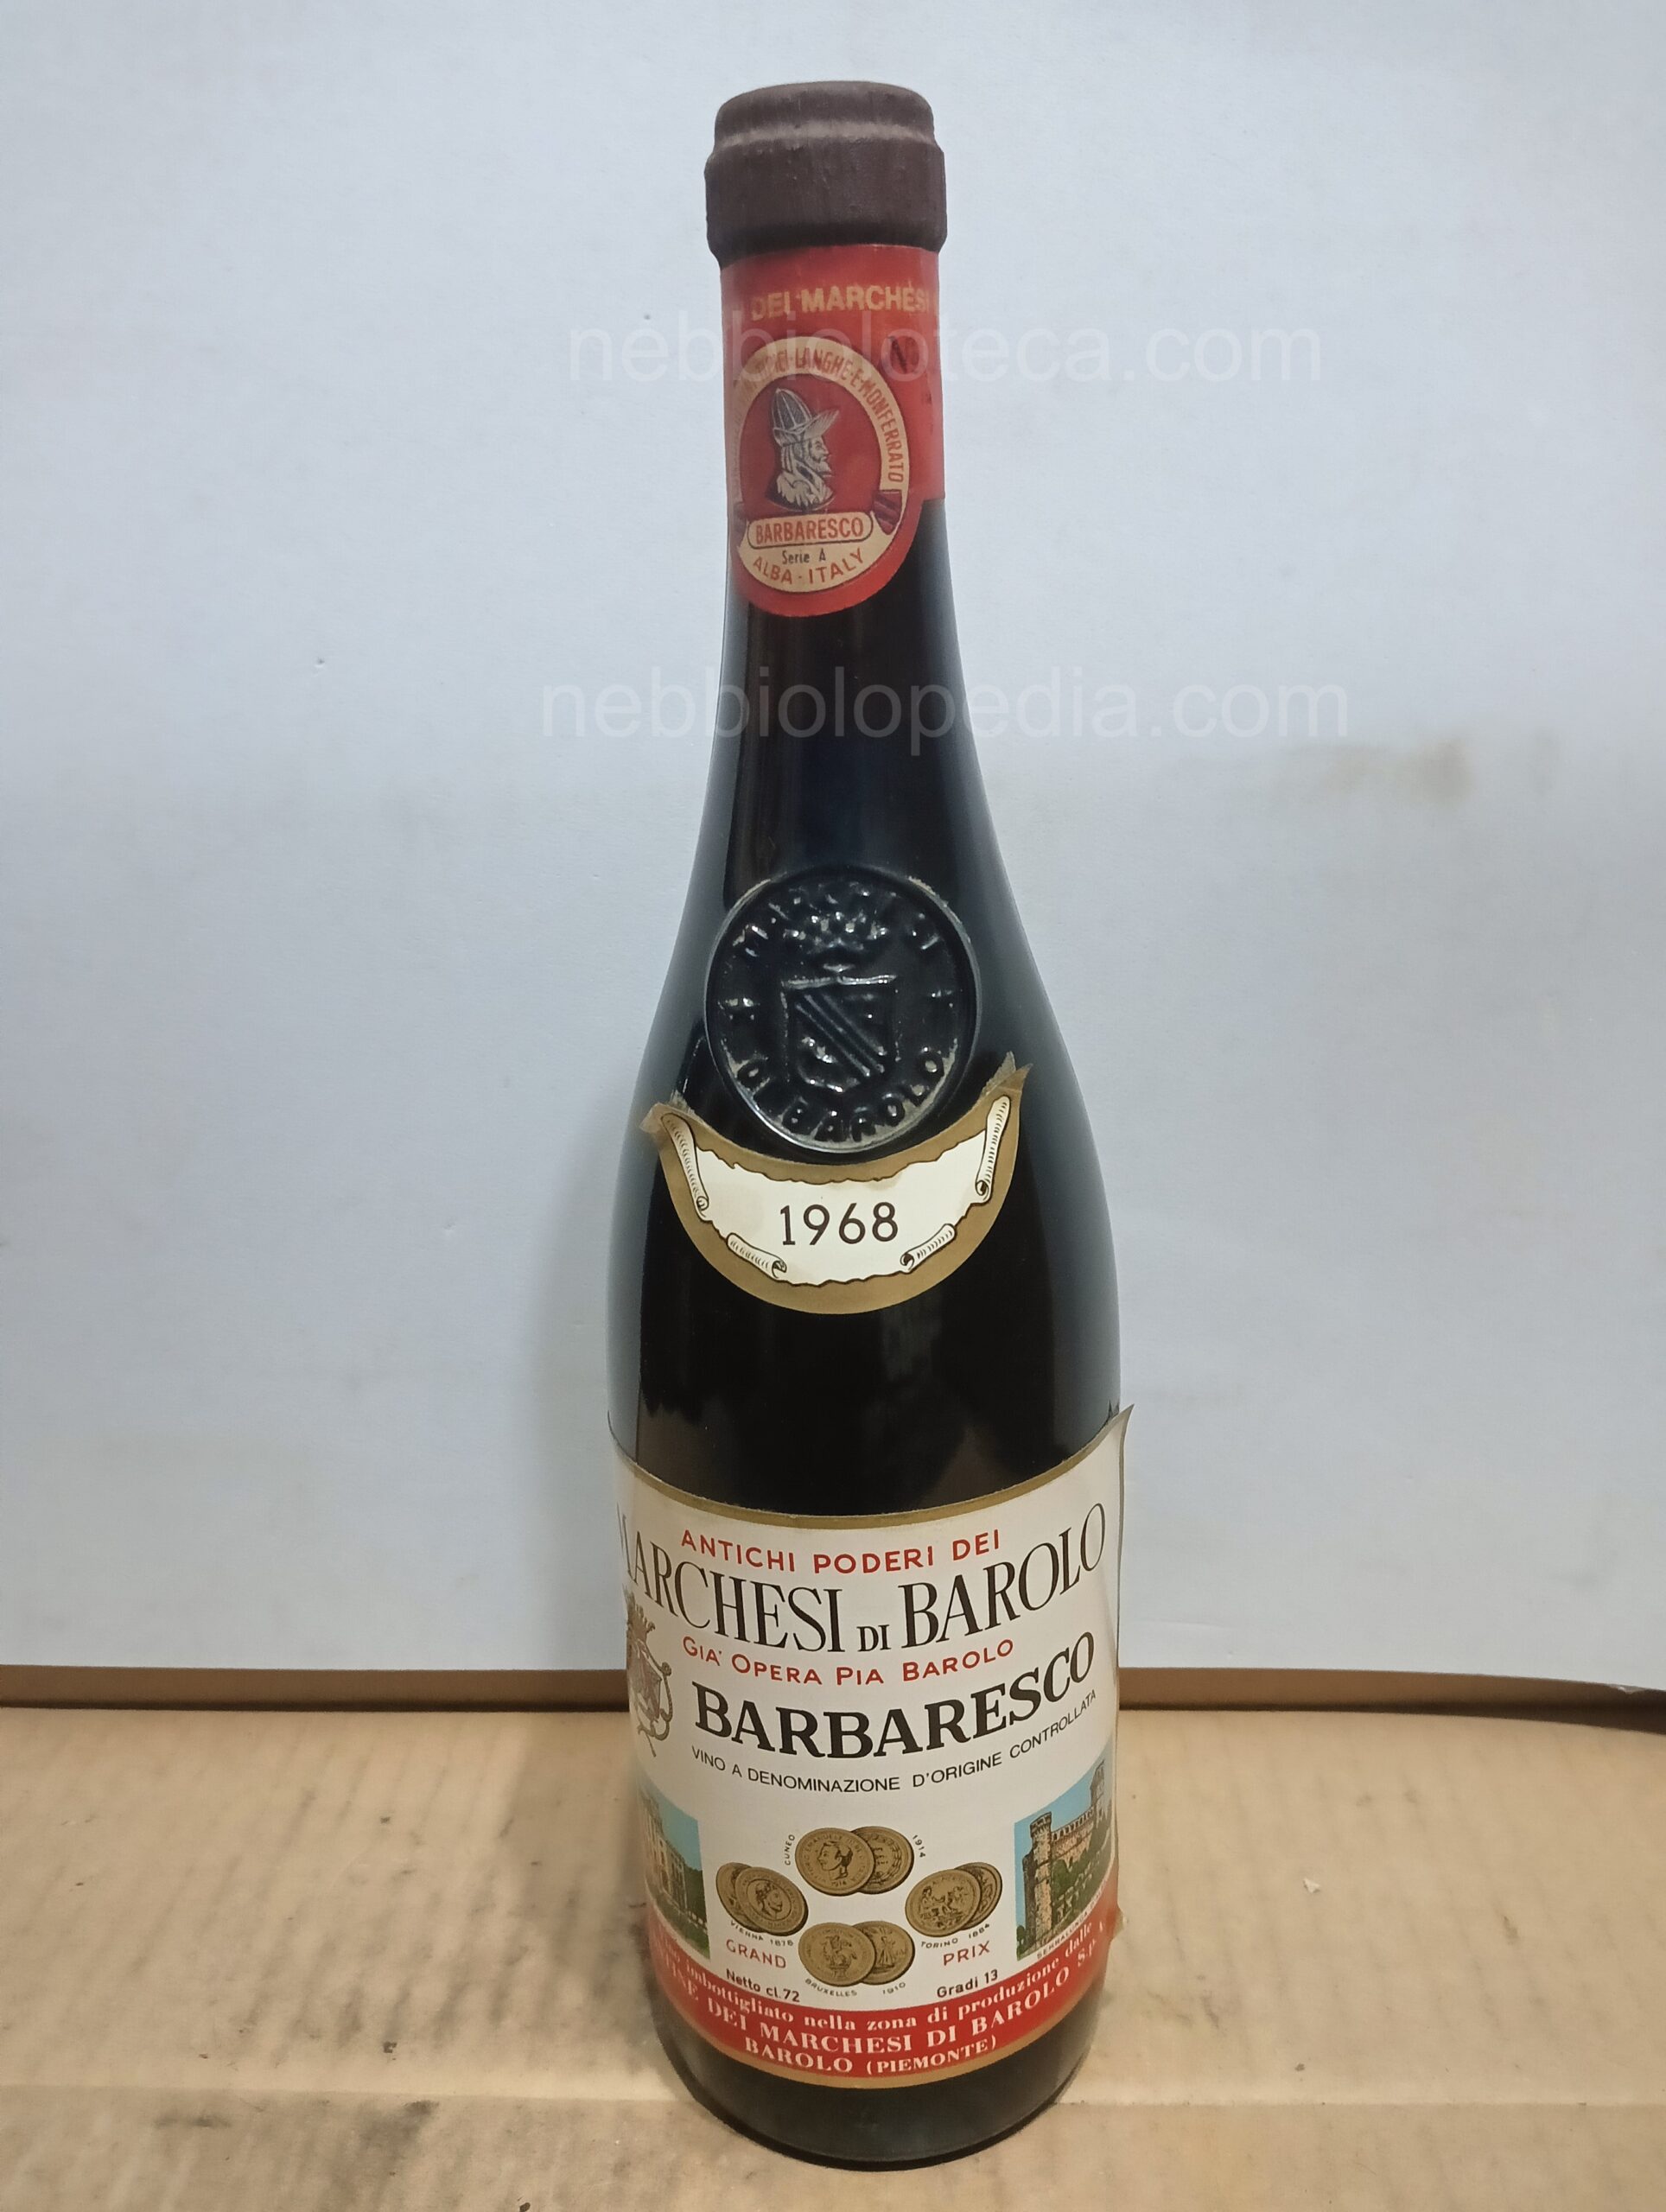 DEI MARCHESI
nebbioloteca.com
LANGHE-E-MONFERRATO
BARBARESCO
Serie A
ALBA-ITALY
nebbiolopedia.com
MARCHESI
DI BAROLO
1968
ANTICHI PODERI DEI
MARCHESI DI BAROLO
GIA' OPERA PIA BAROLO
BARBARESCO
VINO A DENOMINAZIONE D'ORIGINE CONTROLLATA
CUNEO 1914
VIENNA 1873
TORINO 1884
GRAND PRIX
BRUXELLES 1910
Netto cl. 72
Gradi 13
imbottigliato nella zona di produzione dalle
DEI MARCHESI DI BAROLO S.p.A.
BAROLO (PIEMONTE)